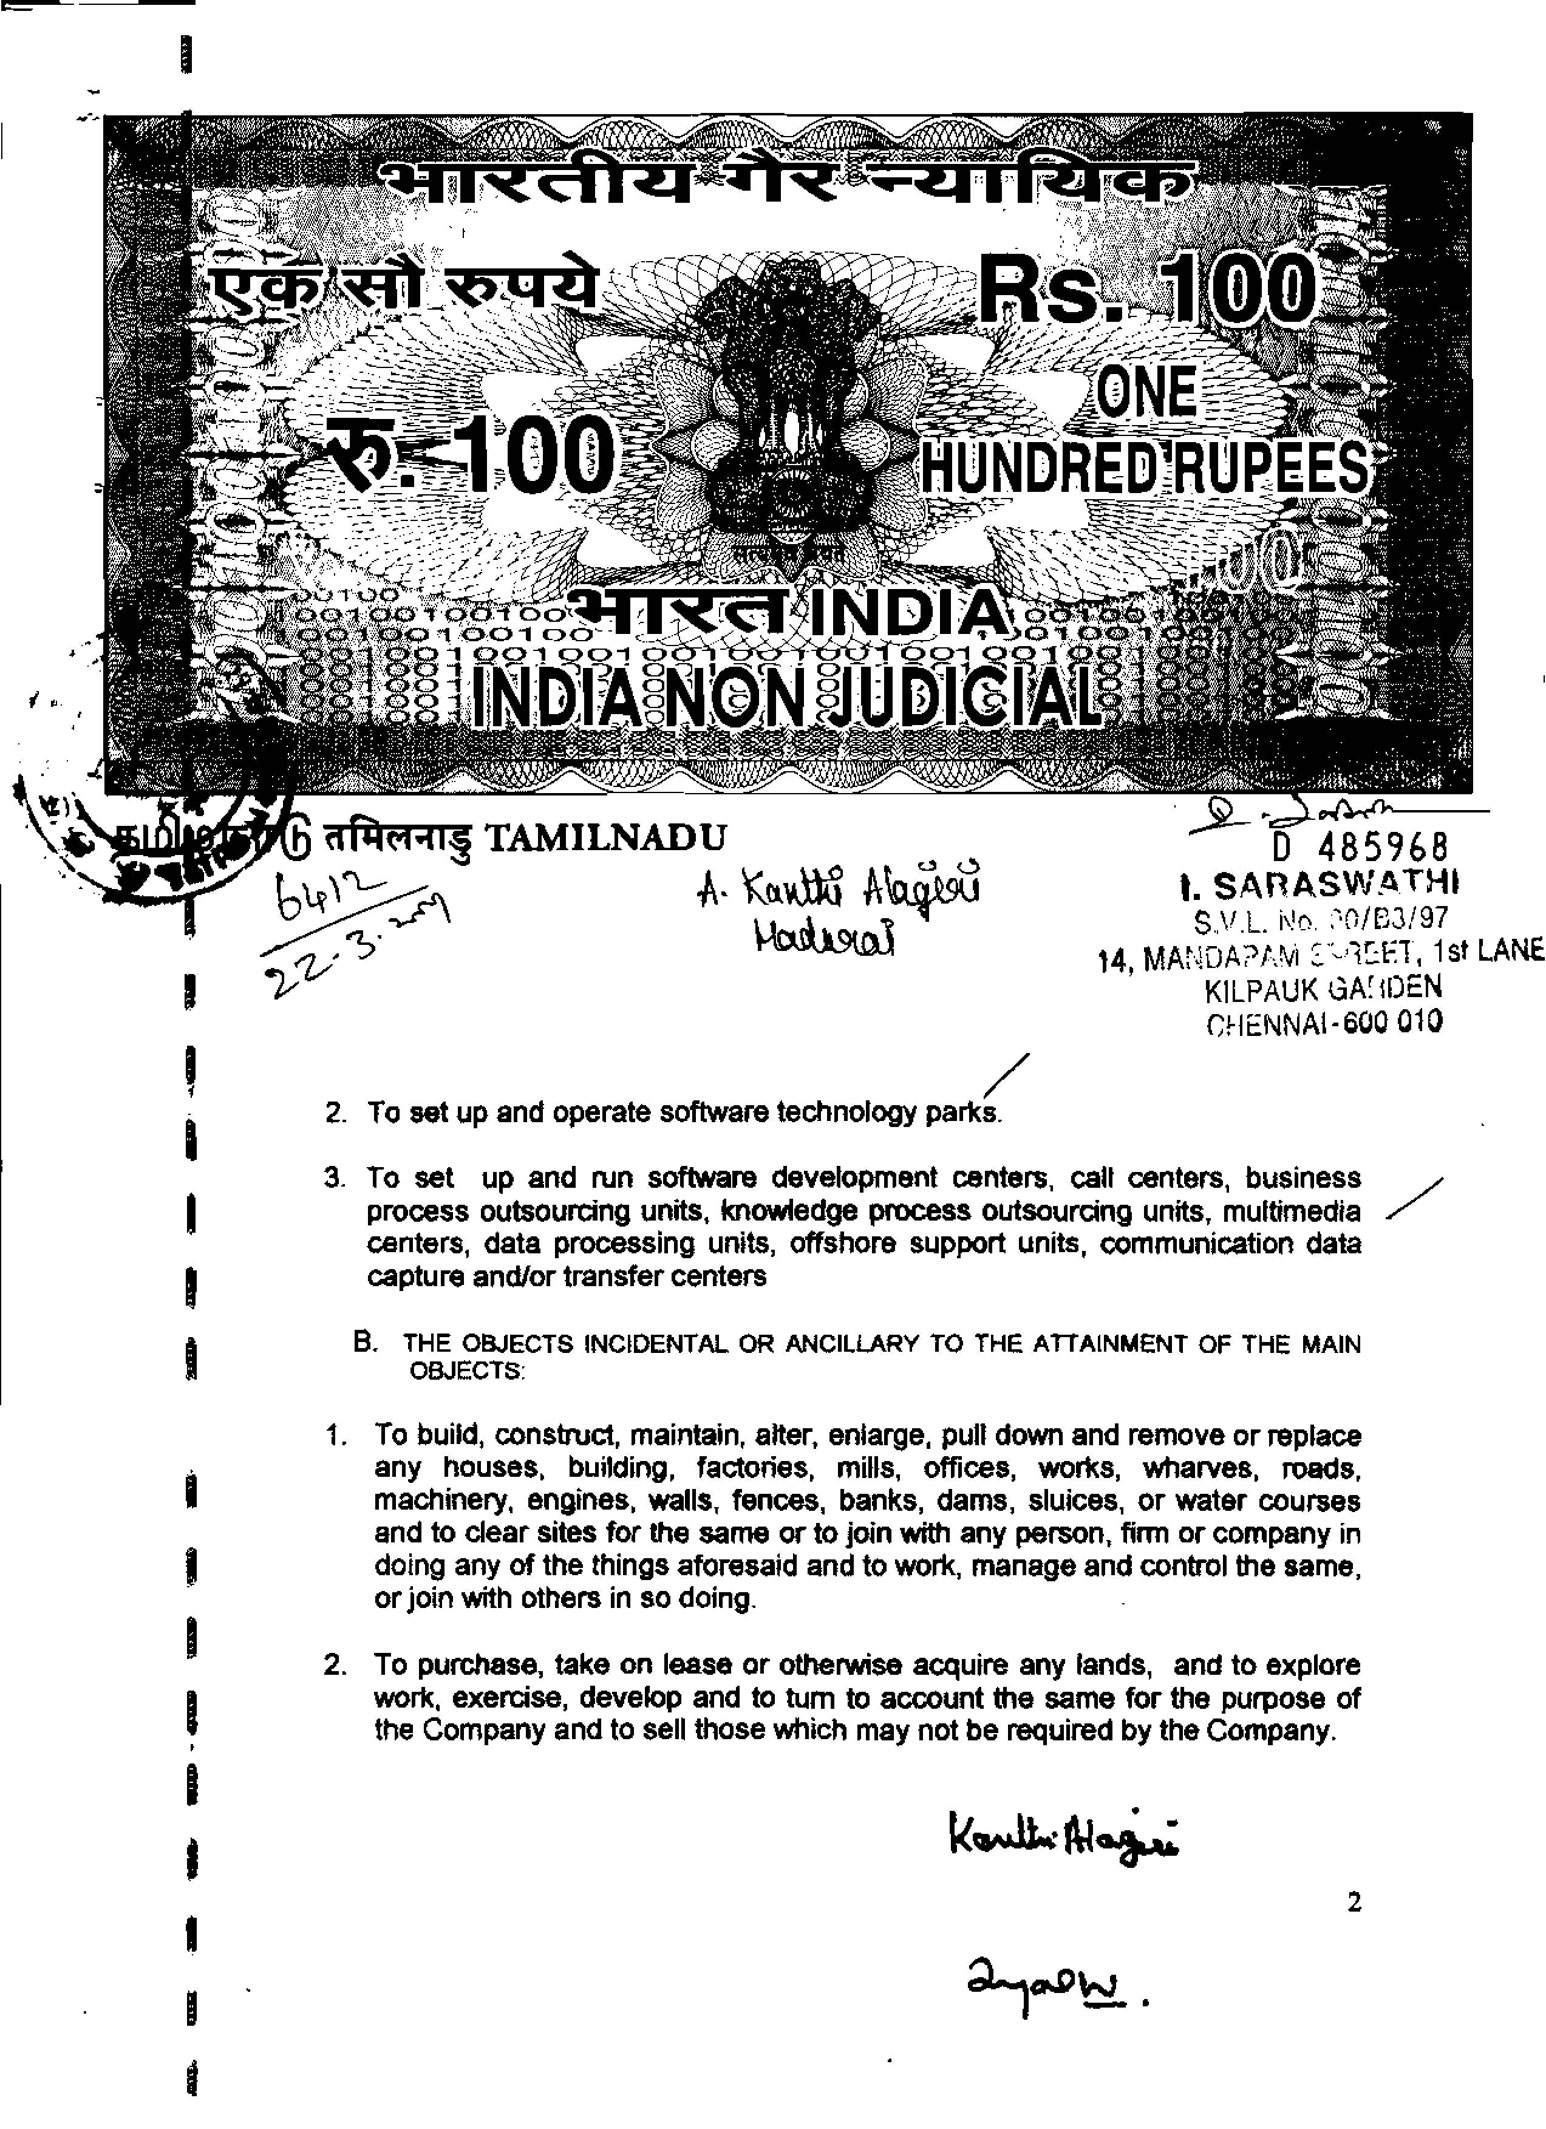 भारतीय गैर न्यायिक
एक सौ रुपये Rs. 100
ONE
रु. 100 HUNDRED RUPEES
सत्यमेव जयते
भारत INDIA
INDIA NON JUDICIAL
தமிழ்நாடு तमिलनाडु TAMILNADU
D 485968
6412
22.3.
A. Kanthi Alagiri
Madurai
I. SARASWATHI
S.V.L. No. /B3/97
14, MANDAPAM STREET, 1st LANE
KILPAUK GARDEN
CHENNAI-600 010
2. To set up and operate software technology parks.
3. To set up and run software development centers, call centers, business
process outsourcing units, knowledge process outsourcing units, multimedia
centers, data processing units, offshore support units, communication data
capture and/or transfer centers
B. THE OBJECTS INCIDENTAL OR ANCILLARY TO THE ATTAINMENT OF THE MAIN
OBJECTS:
1. To build, construct, maintain, alter, enlarge, pull down and remove or replace
any houses, building, factories, mills, offices, works, wharves, roads,
machinery, engines, walls, fences, banks, dams, sluices, or water courses
and to clear sites for the same or to join with any person, firm or company in
doing any of the things aforesaid and to work, manage and control the same,
or join with others in so doing.
2. To purchase, take on lease or otherwise acquire any lands, and to explore
work, exercise, develop and to turn to account the same for the purpose of
the Company and to sell those which may not be required by the Company.
Kanthi Alagiri
2